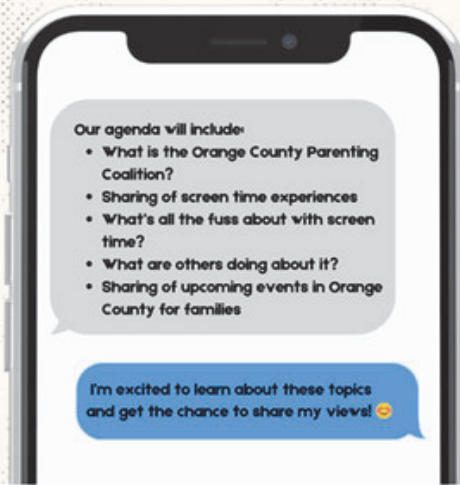 Our agenda will include:
• What is the Orange County Parenting
Coalition?
• Sharing of screen time experiences
• What's all the fuss about with screen
time?
• What are others doing about it?
• Sharing of upcoming events in Orange
County for families
I'm excited to learn about these topics
and get the chance to share my views! 😊